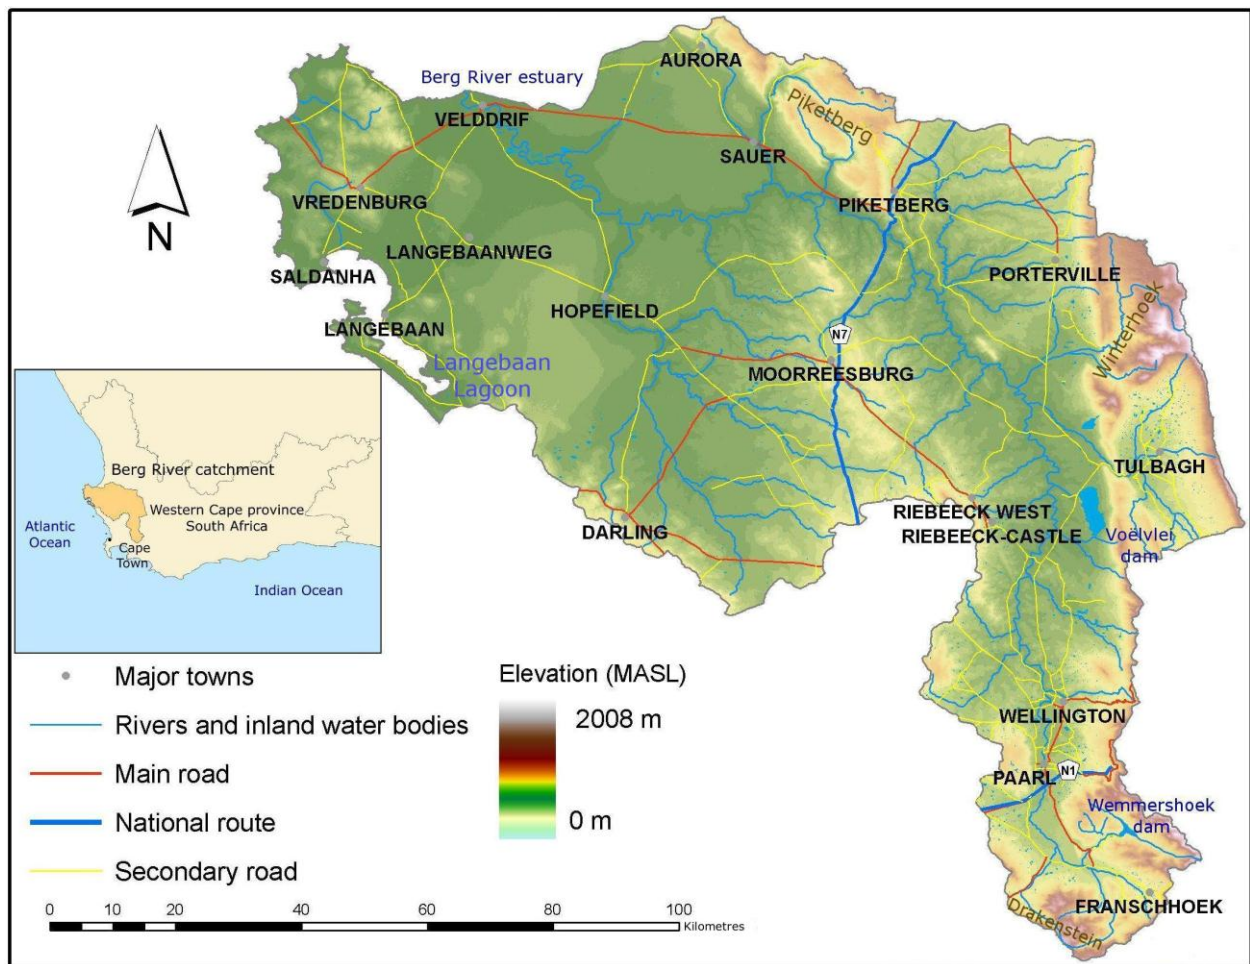 AURORA
Berg River estuary
Piketberg
VELDDRIF
SAUER
VREDENBURG
PIKETBERG
N
LANGEBAANWEG
SALDANHA
PORTERVILLE
HOPEFIELD
LANGEBAAN
Winterhoek
N7
Langebaan
Lagoon
MOORREESBURG
TULBAGH
Berg River catchment
Western Cape province
South Africa
Atlantic
Ocean
Cape
Town
Indian Ocean
DARLING
RIEBEECK WEST
RIEBEECK-CASTLE
Voëlvlei
dam
Major towns
Rivers and inland water bodies
Main road
National route
Secondary road
Elevation (MASL)
2008 m
0 m
WELLINGTON
PAARL
N1
Wemmershoek
dam
FRANSCHHOEK
Drakenstein
0 10 20 40 60 80 100
Kilometres